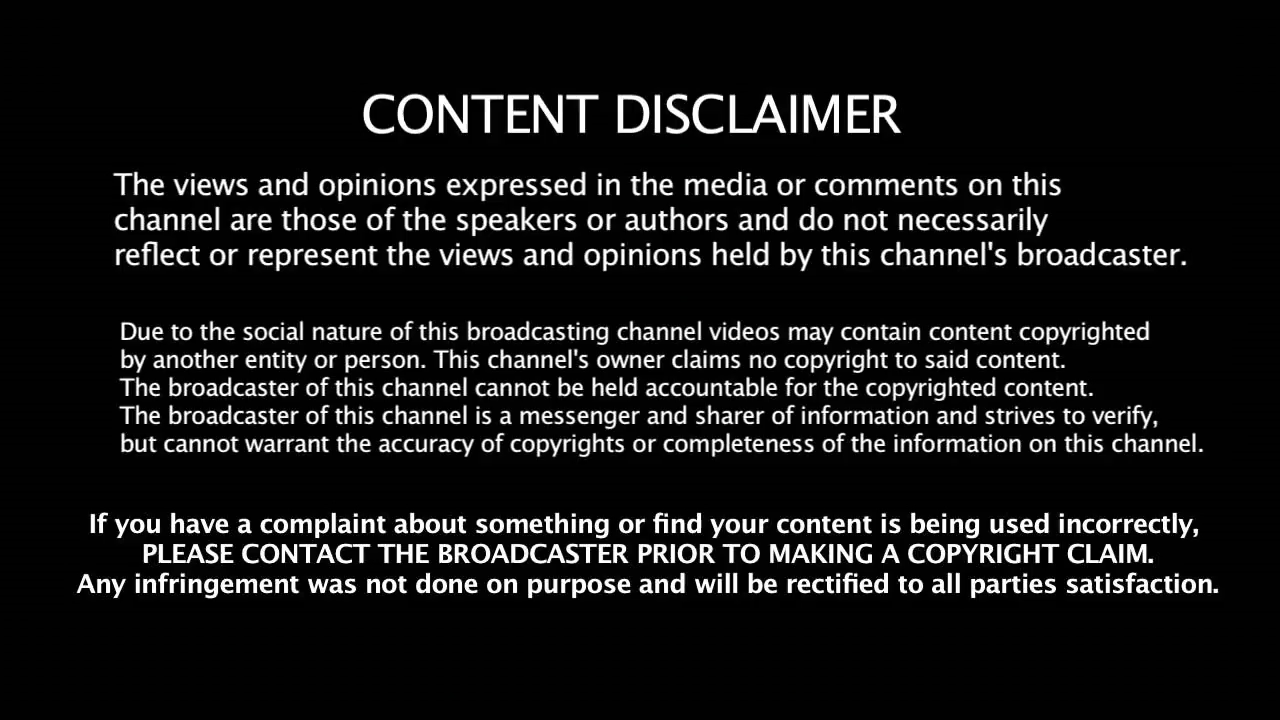 CONTENT DISCLAIMER
The views and opinions expressed in the media or comments on this
channel are those of the speakers or authors and do not necessarily
reflect or represent the views and opinions held by this channel's broadcaster.
Due to the social nature of this broadcasting channel videos may contain content copyrighted
by another entity or person. This channel's owner claims no copyright to said content.
The broadcaster of this channel cannot be held accountable for the copyrighted content.
The broadcaster of this channel is a messenger and sharer of information and strives to verify,
but cannot warrant the accuracy of copyrights or completeness of the information on this channel.
If you have a complaint about something or find your content is being used incorrectly,
PLEASE CONTACT THE BROADCASTER PRIOR TO MAKING A COPYRIGHT CLAIM.
Any infringement was not done on purpose and will be rectified to all parties satisfaction.